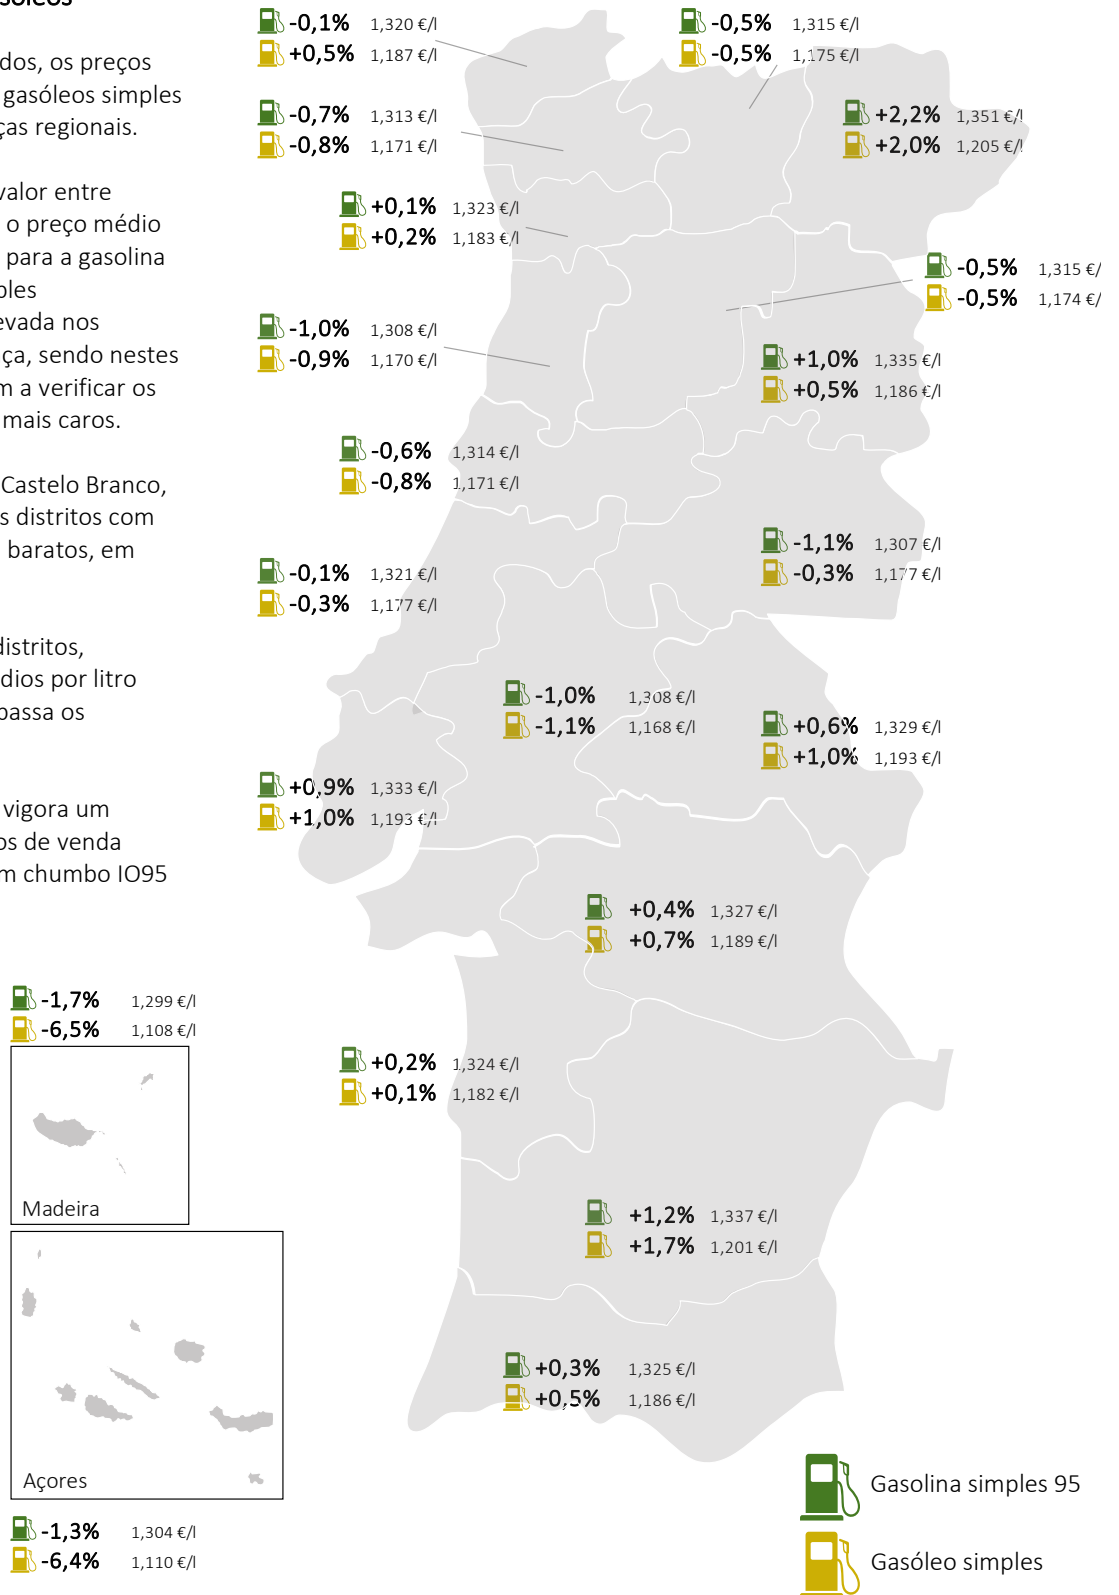 sóleos
dos, os preços
gasóleos simples
ças regionais.
valor entre
o preço médio
para a gasolina
ples
evada nos
ça, sendo nestes
m a verificar os
mais caros.
Castelo Branco,
s distritos com
baratos, em
distritos,
dios por litro
passa os
vigora um
os de venda
m chumbo IO95
-0,1% 1,320 €/l
+0,5% 1,187 €/l
-0,5% 1,315 €/l
-0,5% 1,175 €/l
-0,7% 1,313 €/l
-0,8% 1,171 €/l
+2,2% 1,351 €/l
+2,0% 1,205 €/l
+0,1% 1,323 €/l
+0,2% 1,183 €/l
-0,5% 1,315 €/
-0,5% 1,174 €/
-1,0% 1,308 €/l
-0,9% 1,170 €/l
+1,0% 1,335 €/l
+0,5% 1,186 €/l
-0,6% 1,314 €/l
-0,8% 1,171 €/l
-1,1% 1,307 €/l
-0,3% 1,177 €/l
-0,1% 1,321 €/l
-0,3% 1,177 €/l
-1,0% 1,308 €/l
-1,1% 1,168 €/l
+0,6% 1,329 €/l
+1,0% 1,193 €/l
+0,9% 1,333 €/l
+1,0% 1,193 €/l
+0,4% 1,327 €/l
+0,7% 1,189 €/l
-1,7% 1,299 €/l
-6,5% 1,108 €/l
+0,2% 1,324 €/l
+0,1% 1,182 €/l
Madeira
+1,2% 1,337 €/l
+1,7% 1,201 €/l
+0,3% 1,325 €/l
+0,5% 1,186 €/l
Açores
-1,3% 1,304 €/l
-6,4% 1,110 €/l
Gasolina simples 95
Gasóleo simples